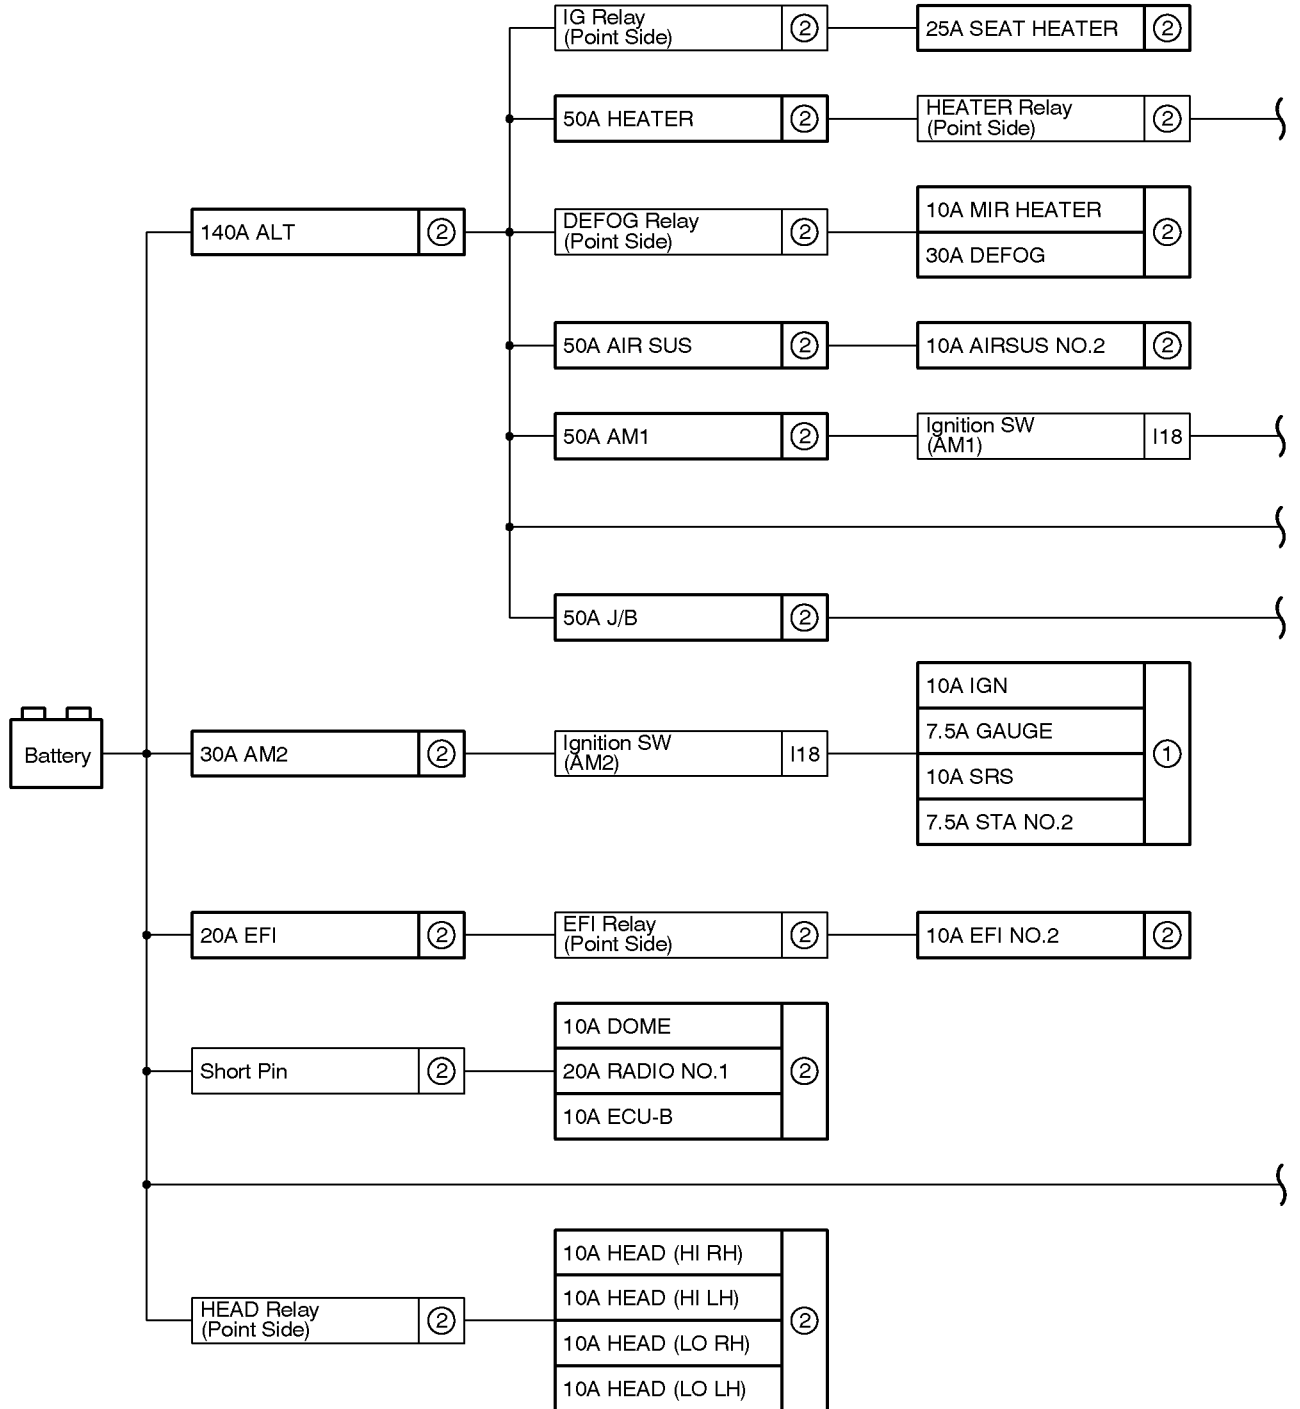 IG Relay
(Point Side)
②
25A SEAT HEATER
②
50A HEATER
②
HEATER Relay
(Point Side)
②
140A ALT
②
DEFOG Relay
(Point Side)
②
10A MIR HEATER
30A DEFOG
②
50A AIR SUS
②
10A AIRSUS NO.2
②
50A AM1
②
Ignition SW
(AM1)
I18
50A J/B
②
Battery
30A AM2
②
Ignition SW
(AM2)
I18
10A IGN
7.5A GAUGE
10A SRS
7.5A STA NO.2
①
20A EFI
②
EFI Relay
(Point Side)
②
10A EFI NO.2
②
Short Pin
②
10A DOME
20A RADIO NO.1
10A ECU-B
②
HEAD Relay
(Point Side)
②
10A HEAD (HI RH)
10A HEAD (HI LH)
10A HEAD (LO RH)
10A HEAD (LO LH)
②